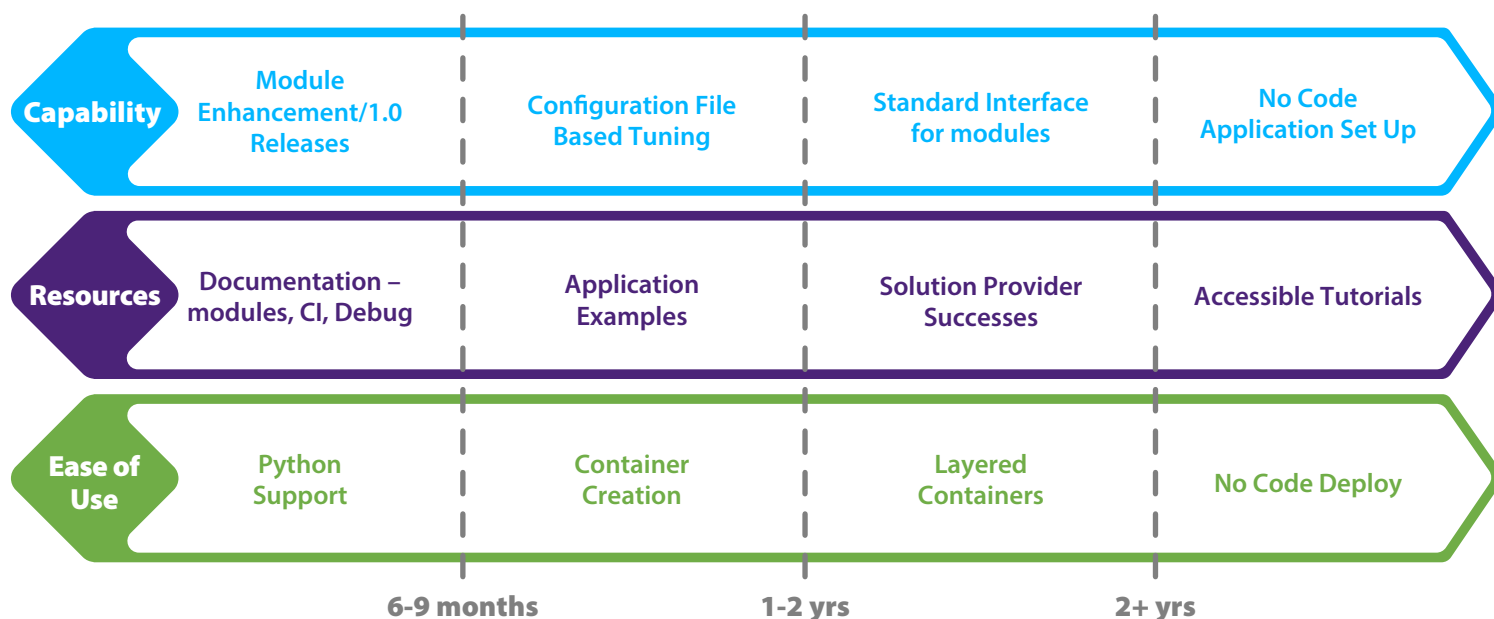 Capability
Module
Enhancement/1.0
Releases
Configuration File
Based Tuning
Standard Interface
for modules
No Code
Application Set Up
Resources
Documentation –
modules, CI, Debug
Application
Examples
Solution Provider
Successes
Accessible Tutorials
Ease of
Use
Python
Support
Container
Creation
Layered
Containers
No Code Deploy
6-9 months
1-2 yrs
2+ yrs